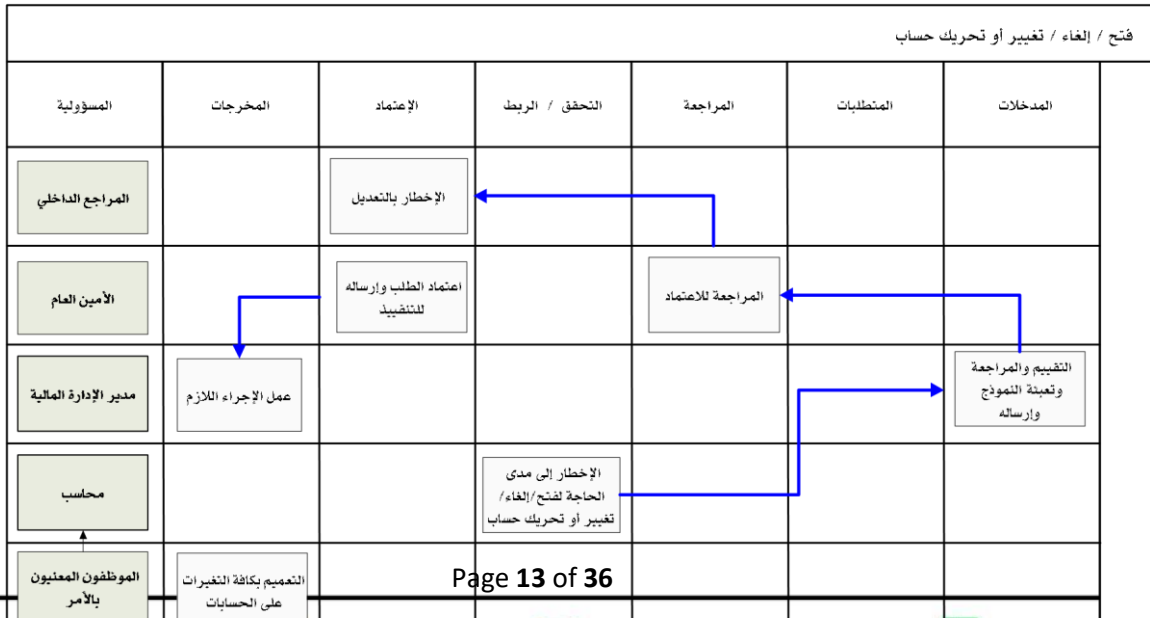 فتح / إلغاء / تغيير أو تحريك حساب
المدخلات
المتطلبات
المراجعة
التحقق / الربط
الإعتماد
المخرجات
المسؤولية
الإخطار بالتعديل
المراجع الداخلي
المراجعة للاعتماد
اعتماد الطلب وإرساله
للتنفييذ
الأمين العام
التقييم والمراجعة
وتعبئة النموذج
وإرساله
عمل الإجراء اللازم
مدير الإدارة المالية
الإخطار إلى مدى
الحاجة لفتح/إلغاء/
تغيير أو تحريك حساب
محاسب
التعميم بكافة التغيرات
على الحسابات
الموظفون المعنيون
بالأمر
Page 13 of 36